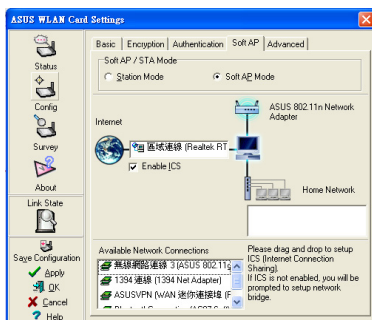 ASUS WLAN Card Settings
Status
Config
Survey
About
Link State
Save Configuration
Apply
OK
Cancel
Help
Basic
Encryption
Authentication
Soft AP
Advanced
Soft AP / STA Mode
Station Mode
Soft AP Mode
Internet
ASUS 802.11n Network
Adapter
區域連線 (Realtek RT
Enable ICS
Home Network
Available Network Connections
無線網路連線 3 (ASUS 802.11g
1394 連線 (1394 Net Adapter)
ASUSVPN (WAN 迷你連接埠 (F
Please drag and drop to setup
ICS (Internet Connection
Sharing).
If ICS is not enabled, you will be
prompted to setup network
bridge.